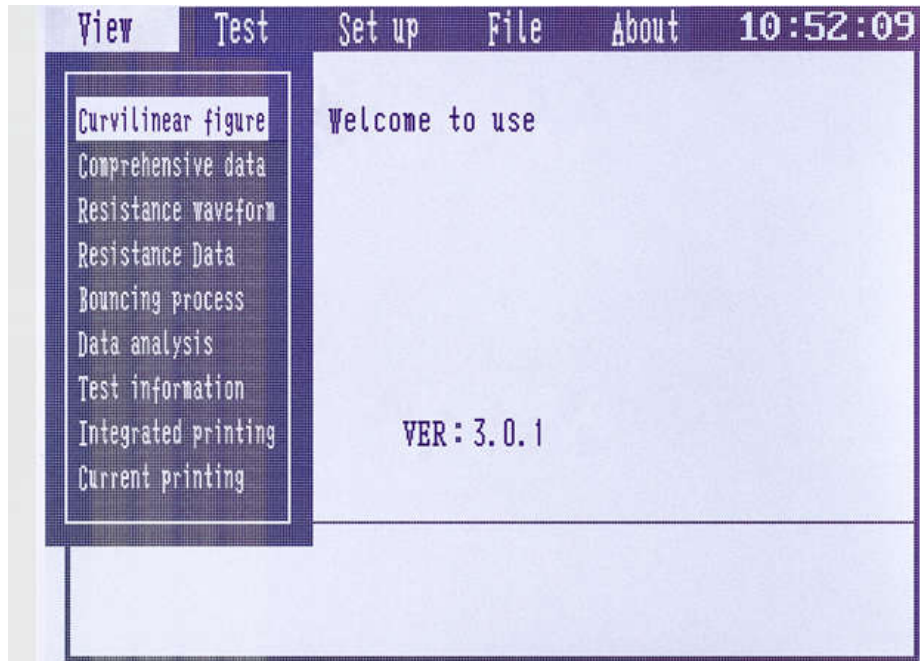 View Test Set up File About 10:52:09
Curvilinear figure
Comprehensive data
Resistance waveform
Resistance Data
Bouncing process
Data analysis
Test information
Integrated printing
Current printing
Welcome to use
VER:3.0.1